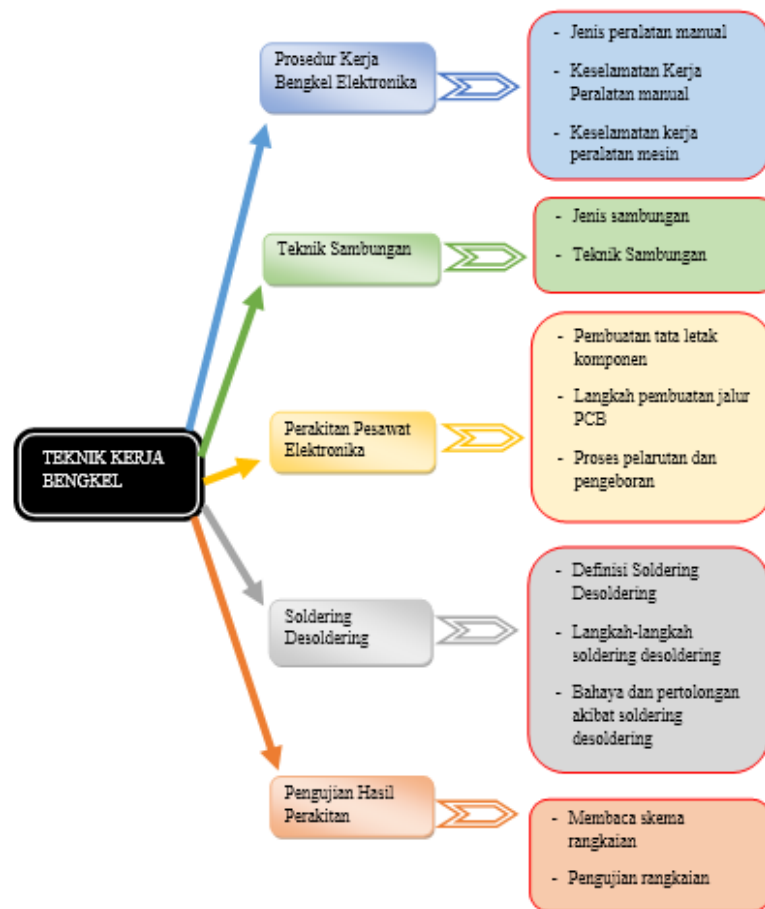 Prosedur Kerja
Bengkel Elektronika
- Jenis peralatan manual
- Keselamatan Kerja
Peralatan manual
- Keselamatan kerja
peralatan mesin
Teknik Sambungan
- Jenis sambungan
- Teknik Sambungan
TEKNIK KERJA
BENGKEL
Perakitan Pesawat
Elektronika
- Pembuatan tata letak
komponen
- Langkah pembuatan jalur
PCB
- Proses pelarutan dan
pengeboran
Soldering
Desoldering
- Definisi Soldering
Desoldering
- Langkah-langkah
soldering desoldering
- Bahaya dan pertolongan
akibat soldering
desoldering
Pengujian Hasil
Perakitan
- Membaca skema
rangkaian
- Pengujian rangkaian